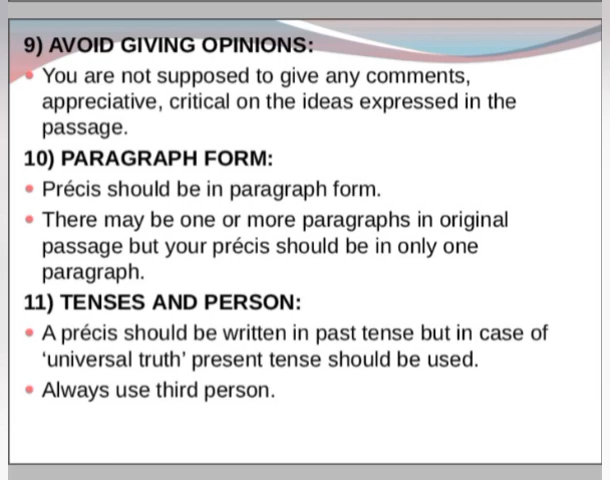 9) AVOID GIVING OPINIONS:
• You are not supposed to give any comments,
appreciative, critical on the ideas expressed in the
passage.
10) PARAGRAPH FORM:
• Précis should be in paragraph form.
• There may be one or more paragraphs in original
passage but your précis should be in only one
paragraph.
11) TENSES AND PERSON:
• A précis should be written in past tense but in case of
‘universal truth’ present tense should be used.
• Always use third person.